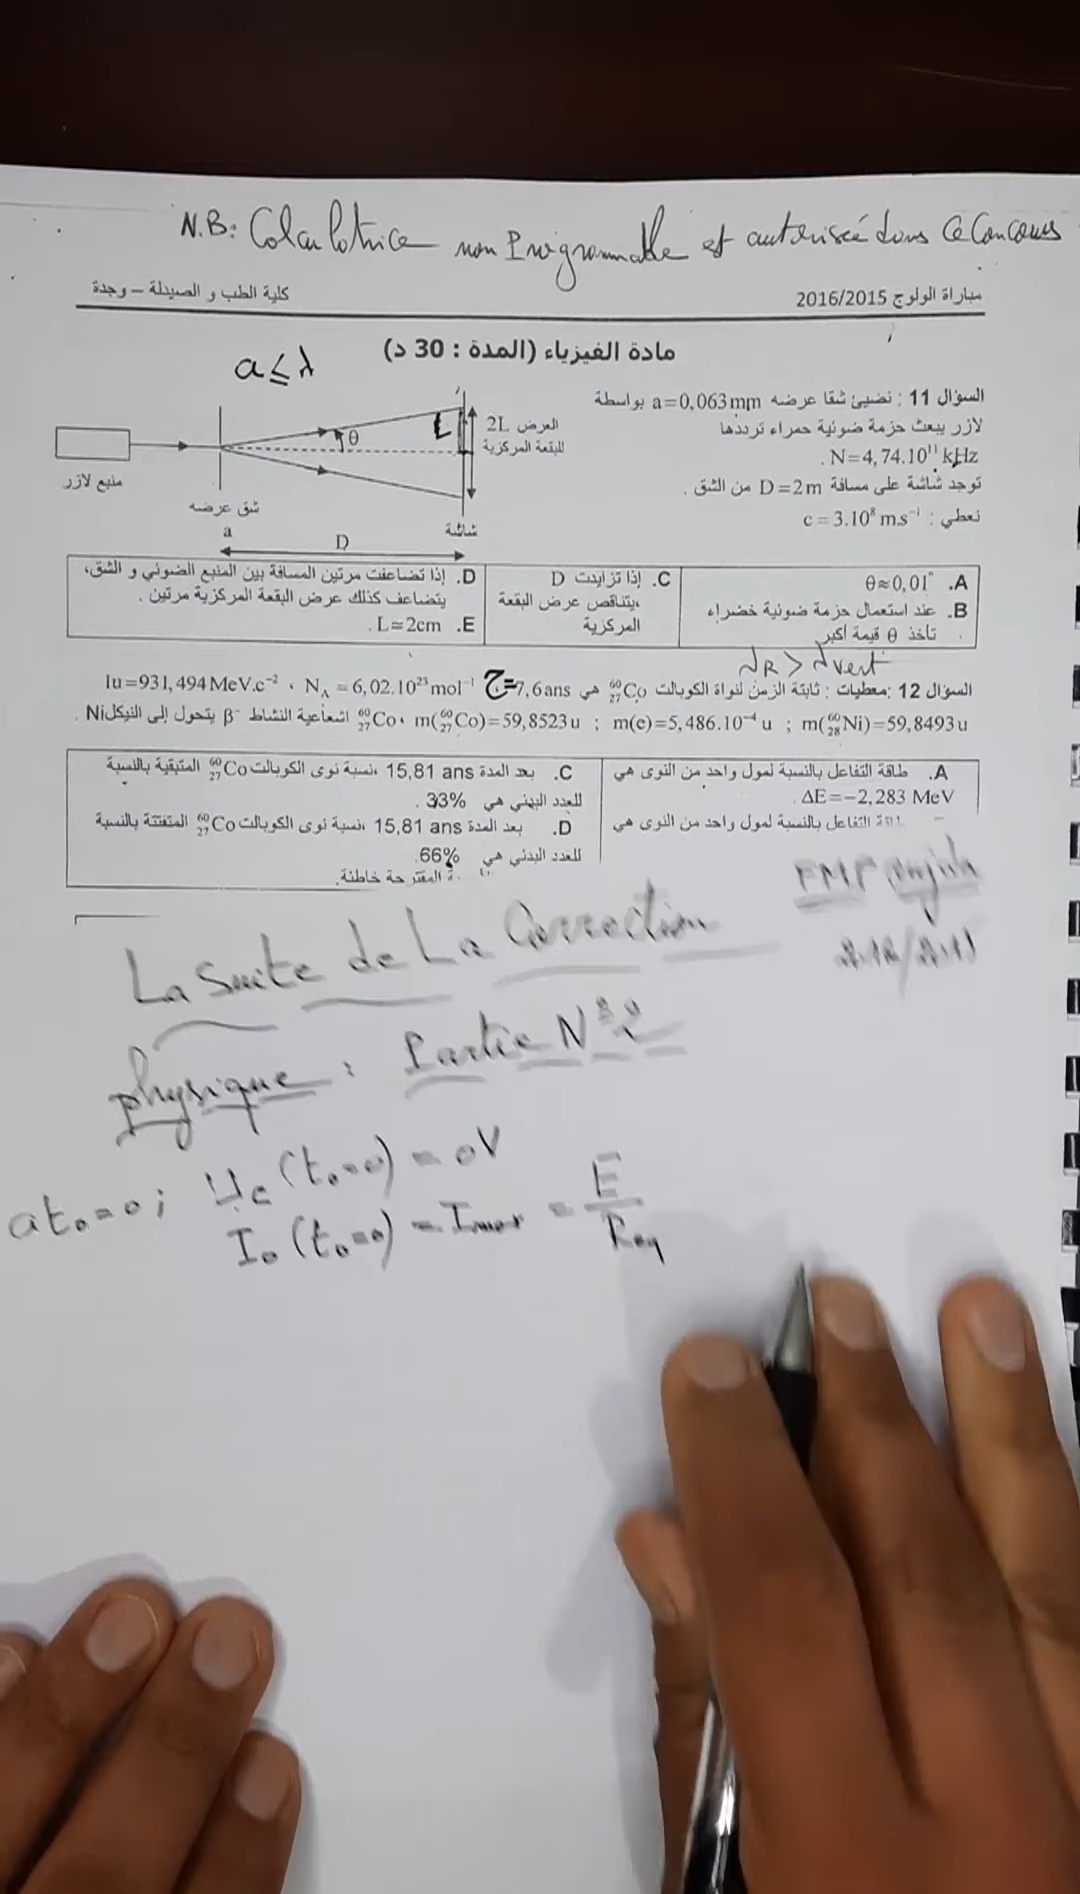 N.B: Calculatrice non Programmable et autorisée dans Ce Concours
مباراة الولوج 2016/2015
كلية الطب و الصيدلة – وجدة
مادة الفيزياء (المدة : 30 د)
a ≤ λ
السؤال 11 : نضيئ شقا عرضه a=0,063mm بواسطة
لازر يبعث حزمة ضوئية حمراء ترددها
N=4,74.10¹¹ kHz .
توجد شاشة على مسافة D=2m من الشق .
نعطي : c = 3.10⁸ m.s⁻¹
منبع لازر
شق عرضه
a
θ
L
العرض 2L
للبقعة المركزية
شاشة
D
A. θ≈0,01°
B. عند استعمال حزمة ضوئية خضراء
تأخذ θ قيمة أكبر
C. إذا تزايدت D
،يتناقص عرض البقعة
المركزية
D. إذا تضاعفت مرتين المسافة بين المنبع الضوئي و الشق،
يتضاعف كذلك عرض البقعة المركزية مرتين .
E. L≃2cm .
λR > λvert
السؤال 12 :معطيات : ثابتة الزمن لنواة الكوبالت ⁶⁰₂₇Co هي τ=7,6ans ، N_A = 6,02.10²³mol⁻¹ ، 1u=931,494MeV.c⁻²
m(⁶⁰₂₈Ni)=59,8493u ; m(e)=5,486.10⁻⁴ u ; m(⁶⁰₂₇Co)=59,8523u ، ⁶⁰₂₇Co اشعاعية النشاط β⁻ يتحول إلى النيكل Ni .
A. طاقة التفاعل بالنسبة لمول واحد من النوى هي
ΔE=−2,283 MeV .
التفاعل بالنسبة لمول واحد من النوى هي
C. بعد المدة 15,81 ans ،نسبة نوى الكوبالت ⁶⁰₂₇Co المتبقية بالنسبة
للعدد البدئي هي 33% .
D. بعد المدة 15,81 ans ،نسبة نوى الكوبالت ⁶⁰₂₇Co المتفتتة بالنسبة
للعدد البدئي هي 66%.
المقترحة خاطئة.
FMP oujda
La Suite de La Correction
physique : Partie N°2
at₀=0 ; Uc (t₀=0) = 0V
I₀ (t₀=0) = Imax = E/Req